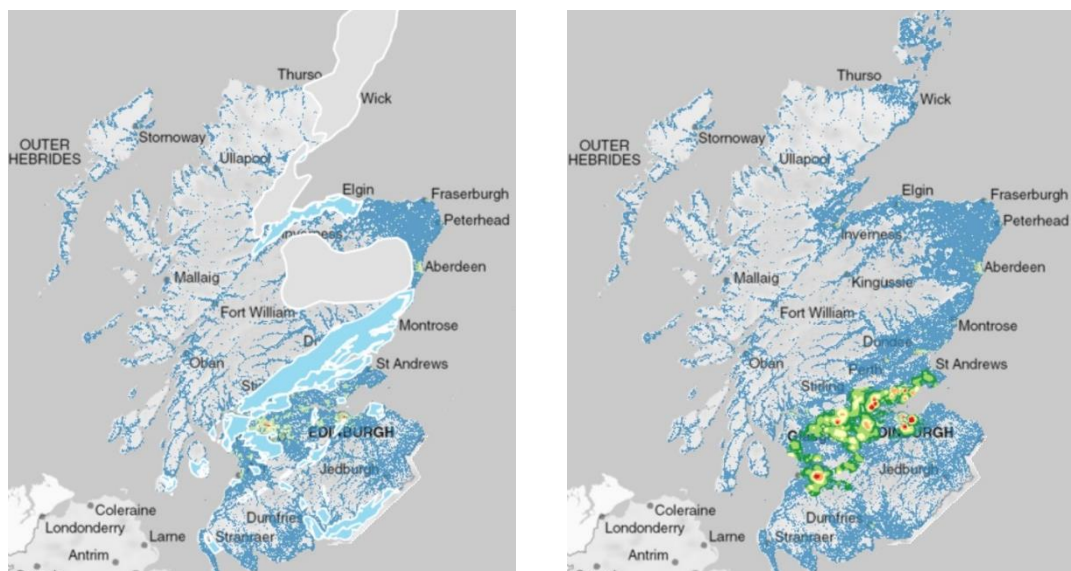 Thurso
Wick
OUTER
HEBRIDES
Stornoway
Ullapool
Elgin
Fraserburgh
Peterhead
Inverness
Aberdeen
Mallaig
Fort William
Montrose
Oban
St Andrews
EDINBURGH
Jedburgh
Coleraine
Londonderry
Larne
Antrim
Dumfries
Stranraer
Thurso
Wick
OUTER
HEBRIDES
Stornoway
Ullapool
Elgin
Fraserburgh
Peterhead
Inverness
Aberdeen
Mallaig
Kingussie
Fort William
Montrose
Dundee
Oban
Perth
St Andrews
Stirling
DINBURGH
Jedburgh
Coleraine
Londonderry
Larne
Antrim
Dumfries
Stranraer